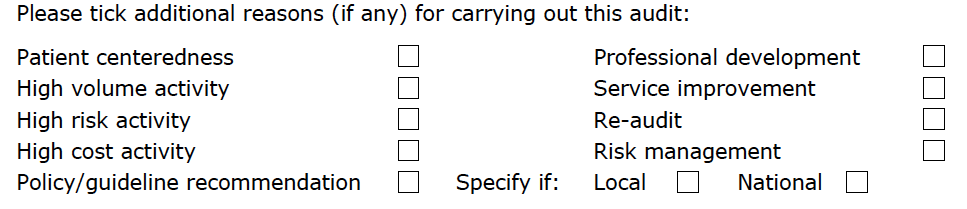 Please tick additional reasons (if any) for carrying out this audit:
Patient centeredness Professional development
High volume activity Service improvement
High risk activity Re-audit
High cost activity Risk management
Policy/guideline recommendation Specify if: Local National